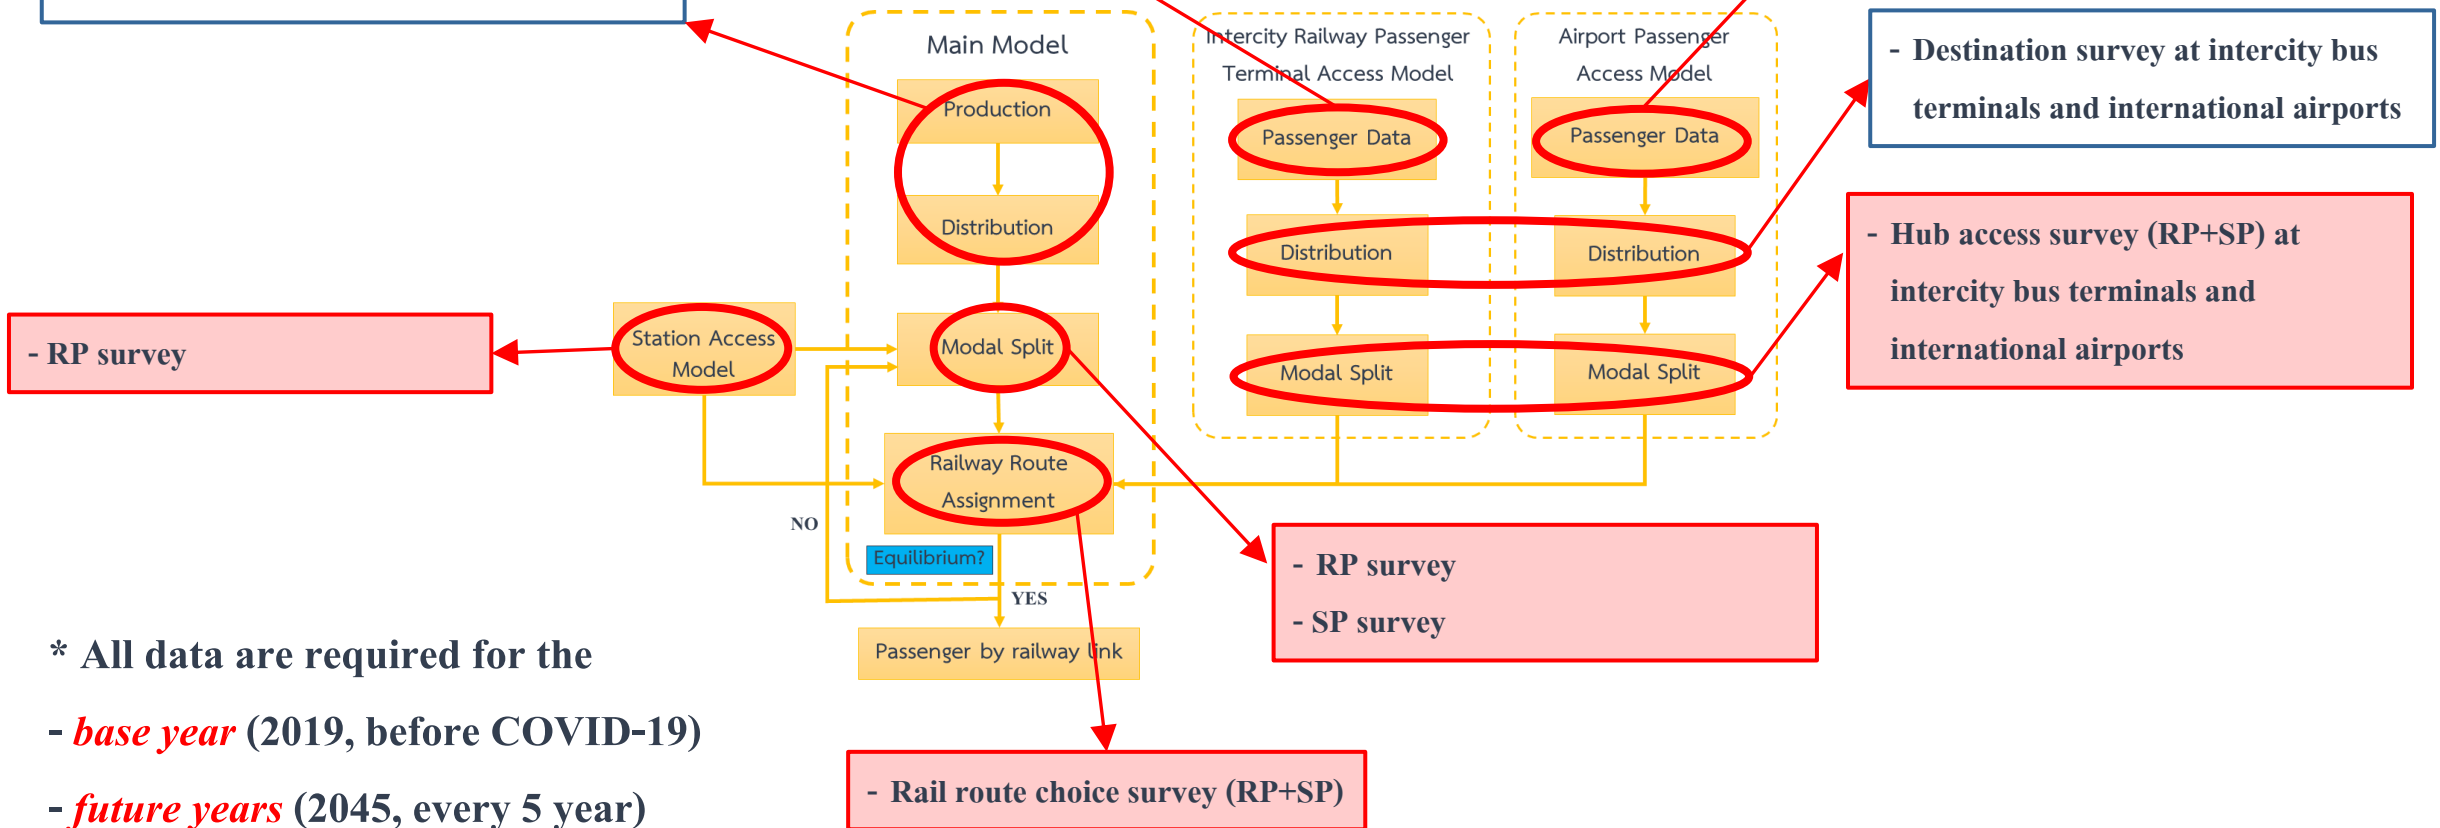 Main Model
Production
Distribution
Modal Split
Railway Route
Assignment
Equilibrium?
NO
YES
Passenger by railway link
Station Access
Model
- RP survey
Intercity Railway Passenger
Terminal Access Model
Passenger Data
Distribution
Modal Split
Airport Passenger
Access Model
Passenger Data
Distribution
Modal Split
- Destination survey at intercity bus
terminals and international airports
- Hub access survey (RP+SP) at
intercity bus terminals and
international airports
- RP survey
- SP survey
- Rail route choice survey (RP+SP)
* All data are required for the
- base year (2019, before COVID-19)
- future years (2045, every 5 year)